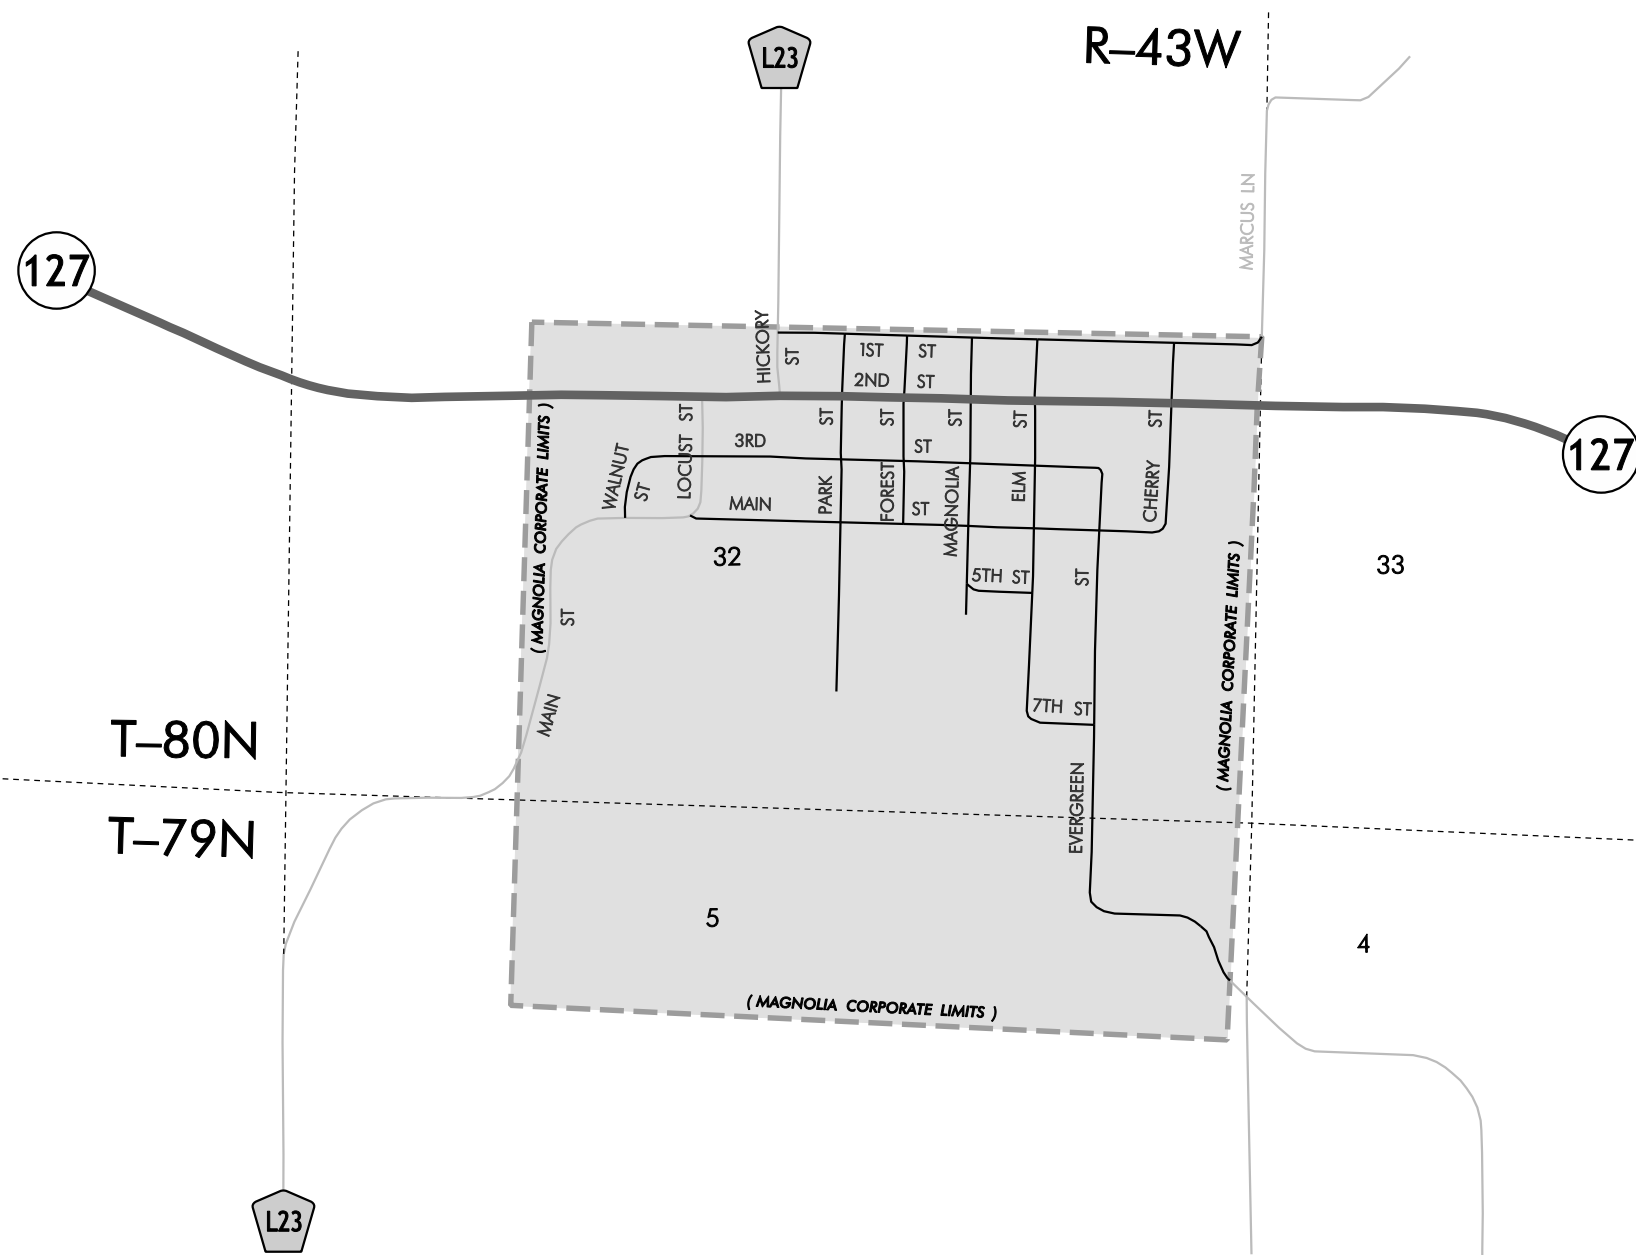 R–43W
L23
MARCUS LN
127
HICKORY ST
1ST ST
2ND ST
127
WALNUT ST
LOCUST ST
3RD ST
PARK ST
FOREST ST
MAGNOLIA ST
ELM ST
CHERRY ST
MAIN ST
( MAGNOLIA CORPORATE LIMITS )
32
33
5TH ST
EVERGREEN ST
MAIN ST
7TH ST
( MAGNOLIA CORPORATE LIMITS )
T–80N
T–79N
5
4
( MAGNOLIA CORPORATE LIMITS )
L23